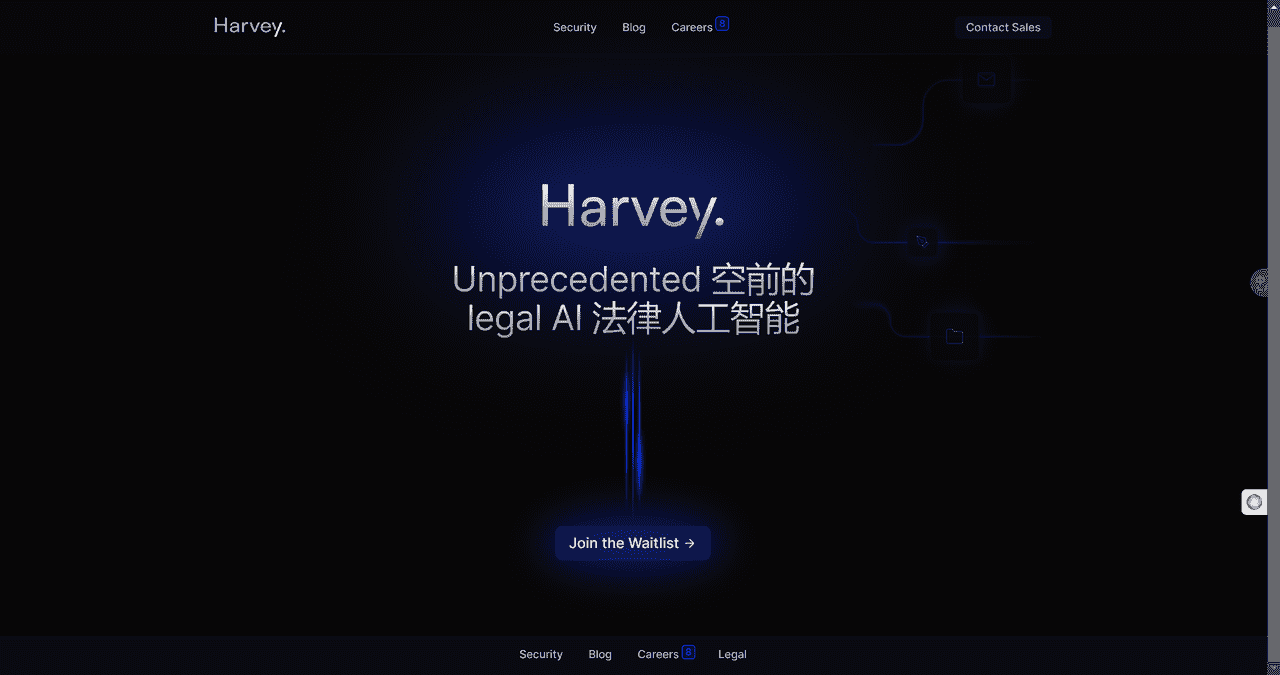 Harvey.
Security Blog Careers 8
Contact Sales
Harvey.
Unprecedented 空前的
legal AI 法律人工智能
Join the Waitlist →
Security Blog Careers 8 Legal